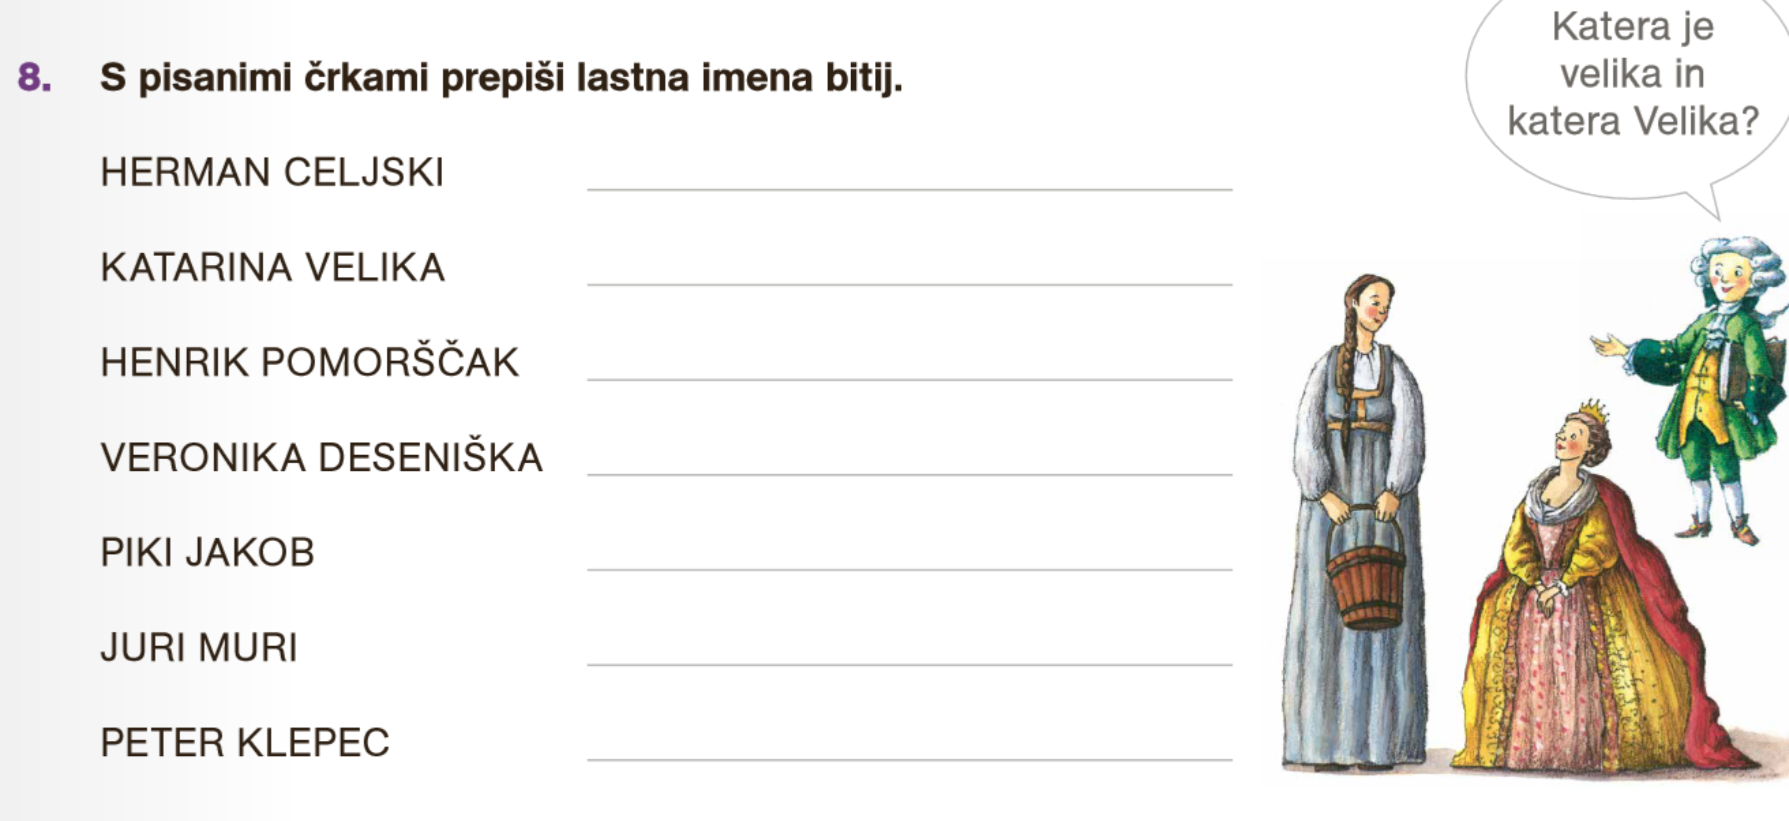 8. S pisanimi črkami prepiši lastna imena bitij.
Katera je
velika in
katera Velika?
HERMAN CELJSKI
KATARINA VELIKA
HENRIK POMORŠČAK
VERONIKA DESENIŠKA
PIKI JAKOB
JURI MURI
PETER KLEPEC